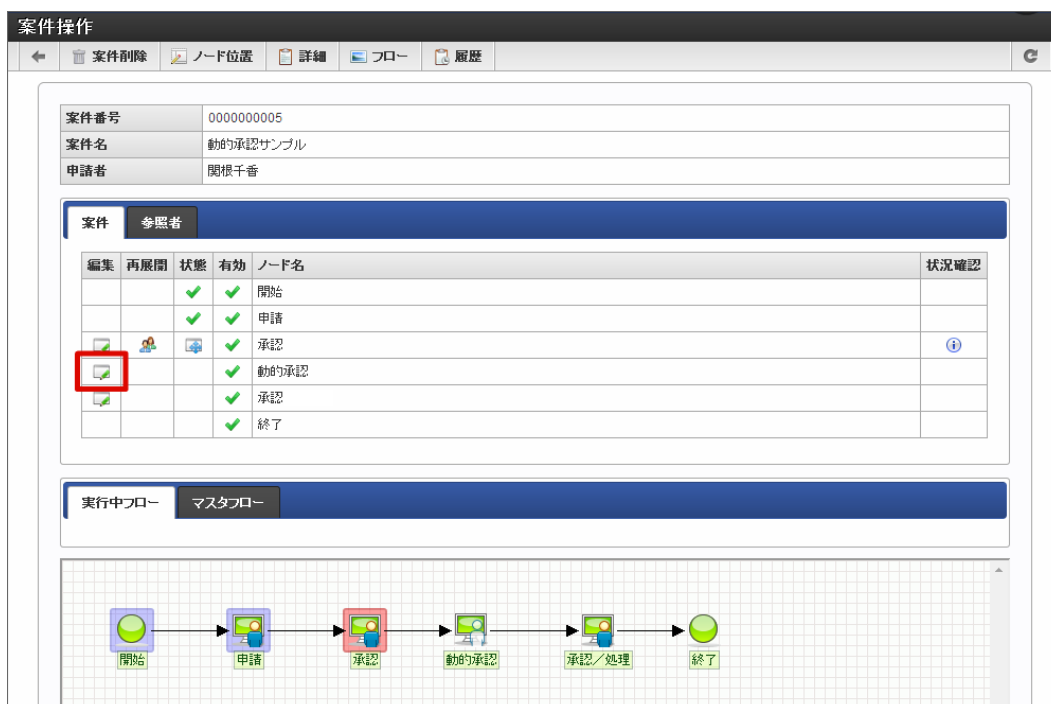 案件操作
案件削除 ノード位置 詳細 フロー 履歴
案件番号 0000000005
案件名 動的承認サンプル
申請者 関根千香
案件 参照者
編集 再展開 状態 有効 ノード名 状況確認
開始
申請
承認
動的承認
承認
終了
実行中フロー マスタフロー
開始 申請 承認 動的承認 承認／処理 終了